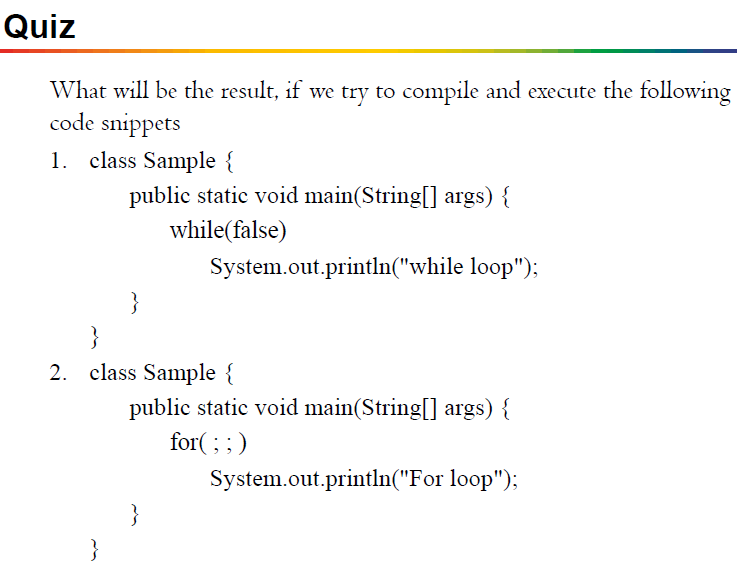 Quiz
What will be the result, if we try to compile and execute the following
code snippets
1. class Sample {
public static void main(String[] args) {
while(false)
System.out.println("while loop");
}
}
2. class Sample {
public static void main(String[] args) {
for( ; ; )
System.out.println("For loop");
}
}